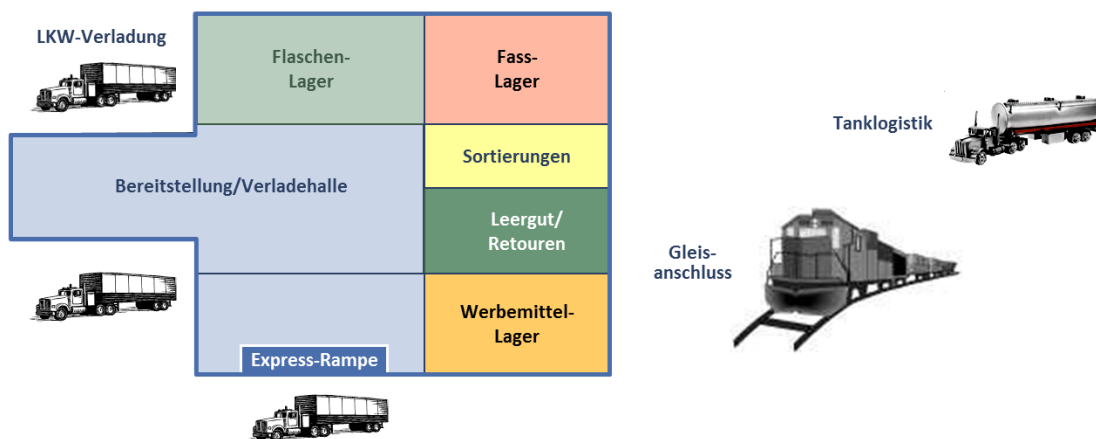 LKW-Verladung
Flaschen-
Lager
Fass-
Lager
Tanklogistik
Sortierungen
Bereitstellung/Verladehalle
Leergut/
Retouren
Gleis-
anschluss
Werbemittel-
Lager
Express-Rampe